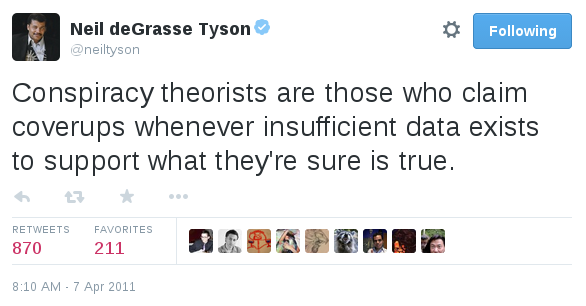 Neil deGrasse Tyson
@neiltyson
Following
Conspiracy theorists are those who claim
coverups whenever insufficient data exists
to support what they're sure is true.
RETWEETS FAVORITES
870 211
8:10 AM - 7 Apr 2011